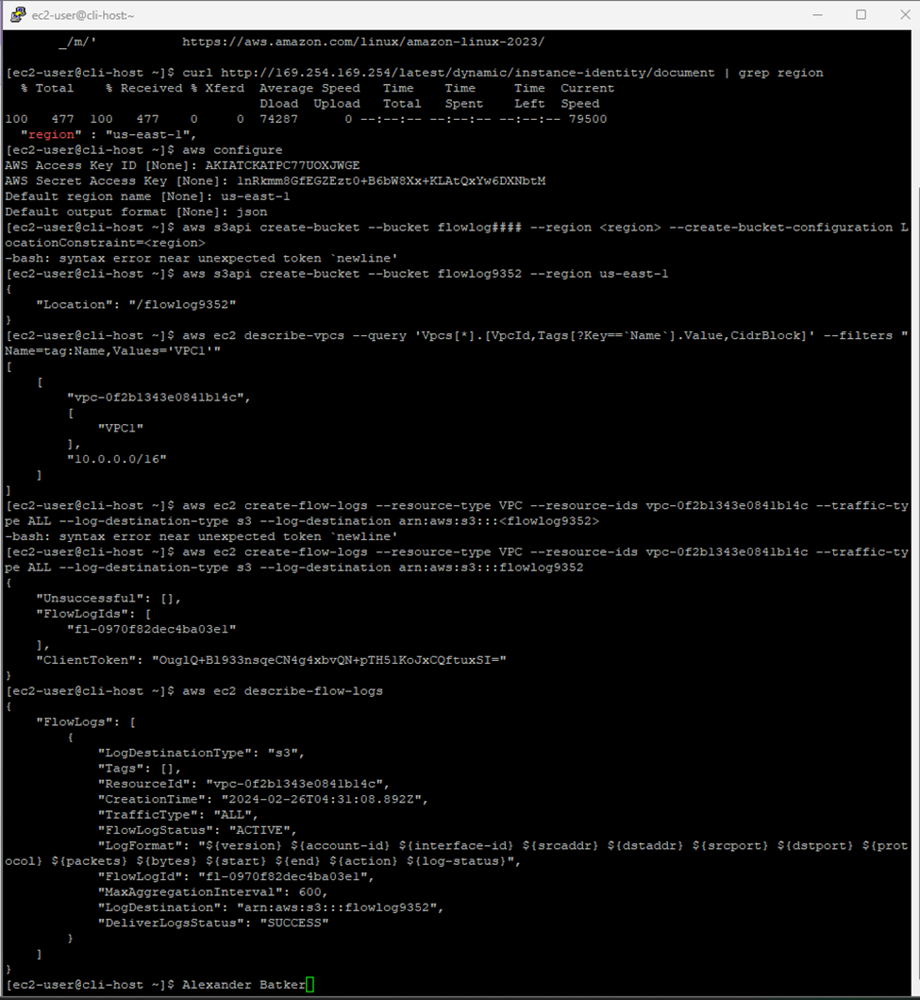 ec2-user@cli-host:~
_/m/'           https://aws.amazon.com/linux/amazon-linux-2023/
[ec2-user@cli-host ~]$ curl http://169.254.169.254/latest/dynamic/instance-identity/document | grep region
  % Total    % Received % Xferd  Average Speed   Time    Time     Time  Current
                                 Dload  Upload   Total   Spent    Left  Speed
100   477  100   477    0     0  74287      0 --:--:-- --:--:-- --:--:-- 79500
  "region" : "us-east-1",
[ec2-user@cli-host ~]$ aws configure
AWS Access Key ID [None]: AKIATCKATPC77UOXJWGE
AWS Secret Access Key [None]: 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
Default region name [None]: us-east-1
Default output format [None]: json
[ec2-user@cli-host ~]$ aws s3api create-bucket --bucket flowlog#### --region <region> --create-bucket-configuration L
ocationConstraint=<region>
-bash: syntax error near unexpected token `newline'
[ec2-user@cli-host ~]$ aws s3api create-bucket --bucket flowlog9352 --region us-east-1
{
    "Location": "/flowlog9352"
}
[ec2-user@cli-host ~]$ aws ec2 describe-vpcs --query 'Vpcs[*].[VpcId,Tags[?Key==`Name`].Value,CidrBlock]' --filters "
Name=tag:Name,Values='VPC1'"
[
    [
        "vpc-0f2b1343e0841b14c",
        [
            "VPC1"
        ],
        "10.0.0.0/16"
    ]
]
[ec2-user@cli-host ~]$ aws ec2 create-flow-logs --resource-type VPC --resource-ids vpc-0f2b1343e0841b14c --traffic-ty
pe ALL --log-destination-type s3 --log-destination arn:aws:s3:::<flowlog9352>
-bash: syntax error near unexpected token `newline'
[ec2-user@cli-host ~]$ aws ec2 create-flow-logs --resource-type VPC --resource-ids vpc-0f2b1343e0841b14c --traffic-ty
pe ALL --log-destination-type s3 --log-destination arn:aws:s3:::flowlog9352
{
    "Unsuccessful": [],
    "FlowLogIds": [
        "fl-0970f82dec4ba03e1"
    ],
    "ClientToken": "OuglQ+B1933nsqeCN4g4xbvQN+pTH51KoJxCQftuxSI="
}
[ec2-user@cli-host ~]$ aws ec2 describe-flow-logs
{
    "FlowLogs": [
        {
            "LogDestinationType": "s3",
            "Tags": [],
            "ResourceId": "vpc-0f2b1343e0841b14c",
            "CreationTime": "2024-02-26T04:31:08.892Z",
            "TrafficType": "ALL",
            "FlowLogStatus": "ACTIVE",
            "LogFormat": "${version} ${account-id} ${interface-id} ${srcaddr} ${dstaddr} ${srcport} ${dstport} ${prot
ocol} ${packets} ${bytes} ${start} ${end} ${action} ${log-status}",
            "FlowLogId": "fl-0970f82dec4ba03e1",
            "MaxAggregationInterval": 600,
            "LogDestination": "arn:aws:s3:::flowlog9352",
            "DeliverLogsStatus": "SUCCESS"
        }
    ]
}
[ec2-user@cli-host ~]$ Alexander Batker